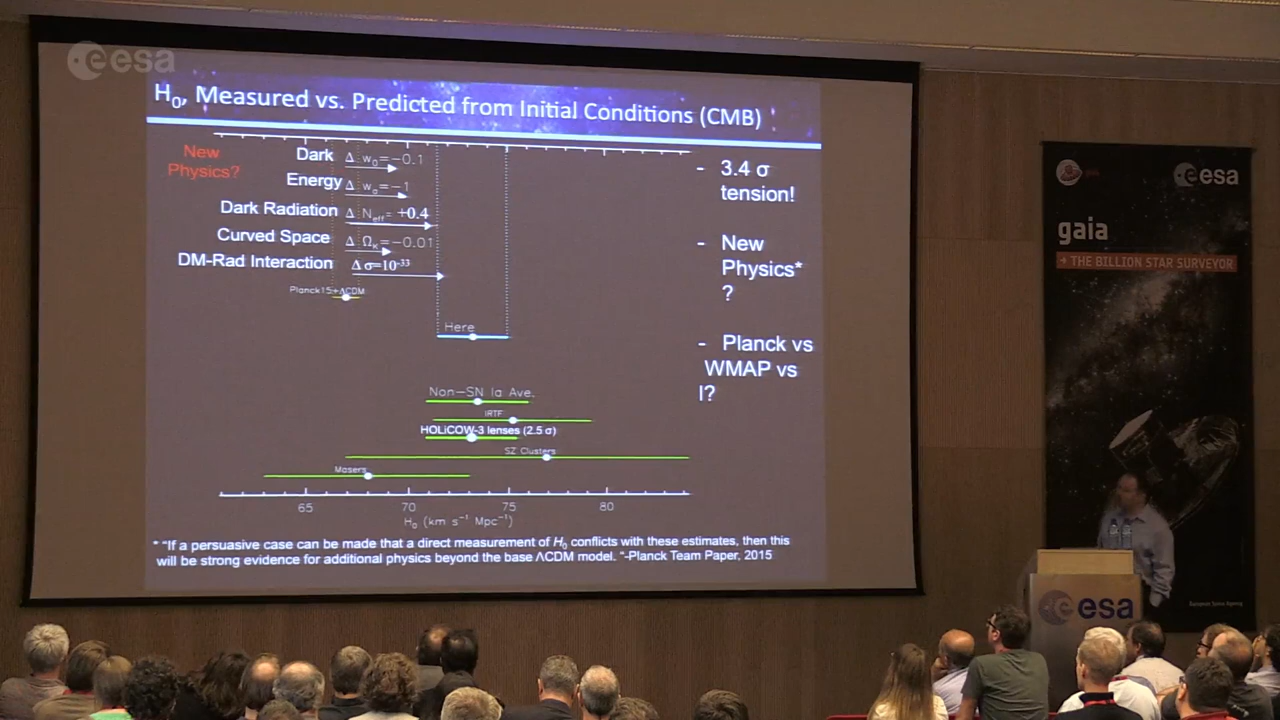 esa
H₀, Measured vs. Predicted from Initial Conditions (CMB)
New
Physics?
Dark
Δ w₀=-0.1
Energy
Δ wₐ=-1
Dark Radiation Δ Neff= +0.4
Curved Space Δ Ωκ=-0.01
DM-Rad Interaction Δ σ=10⁻³³
Planck15+ΛCDM
Here
Non-SN Ia Ave.
IRTF
HOLiCOW-3 lenses (2.5 σ)
SZ Clusters
Masers
65 70 75 80
H₀ (km s⁻¹ Mpc⁻¹)
- 3.4 σ
tension!
- New
Physics*
?
- Planck vs
WMAP vs
l?
* "If a persuasive case can be made that a direct measurement of H₀ conflicts with these estimates, then this
will be strong evidence for additional physics beyond the base ΛCDM model. "-Planck Team Paper, 2015
esa
gaia
→ THE BILLION STAR SURVEYOR
esa
European Space Agency